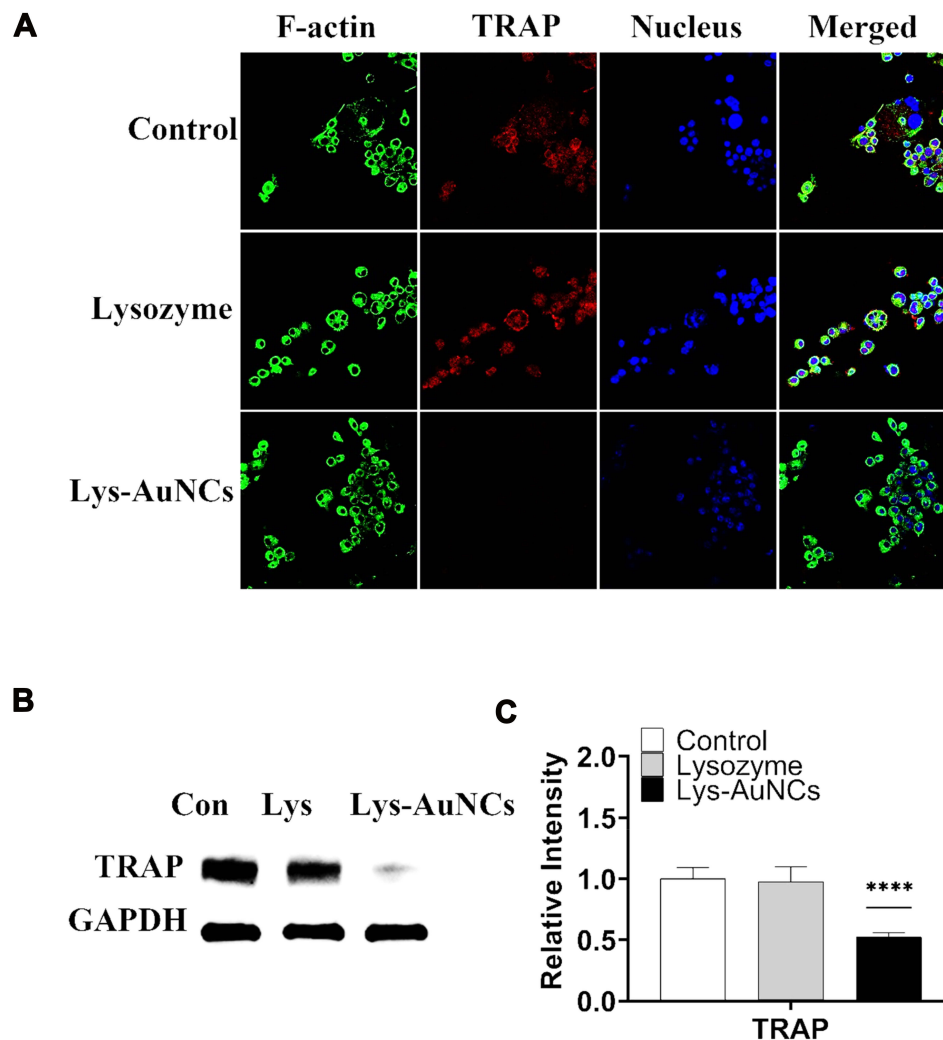 A
F-actin TRAP Nucleus Merged
Control
Lysozyme
Lys-AuNCs
B
Con Lys Lys-AuNCs
TRAP
GAPDH
C
Control
Lysozyme
Lys-AuNCs
Relative Intensity
2.0
1.5
1.0
0.5
0.0
****
TRAP